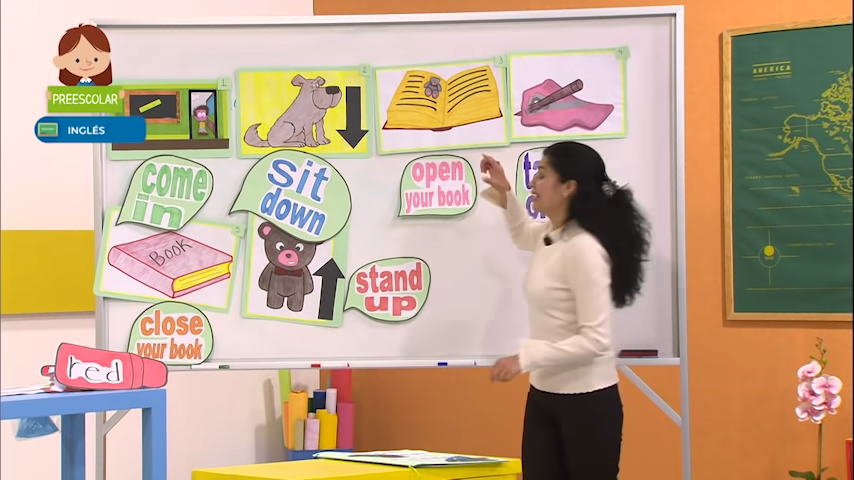 PREESCOLAR
INGLÉS
1
2
3
4
come
in
Sit
down
open
your book
5
Book
stand
up
close
your book
red
AMERICA